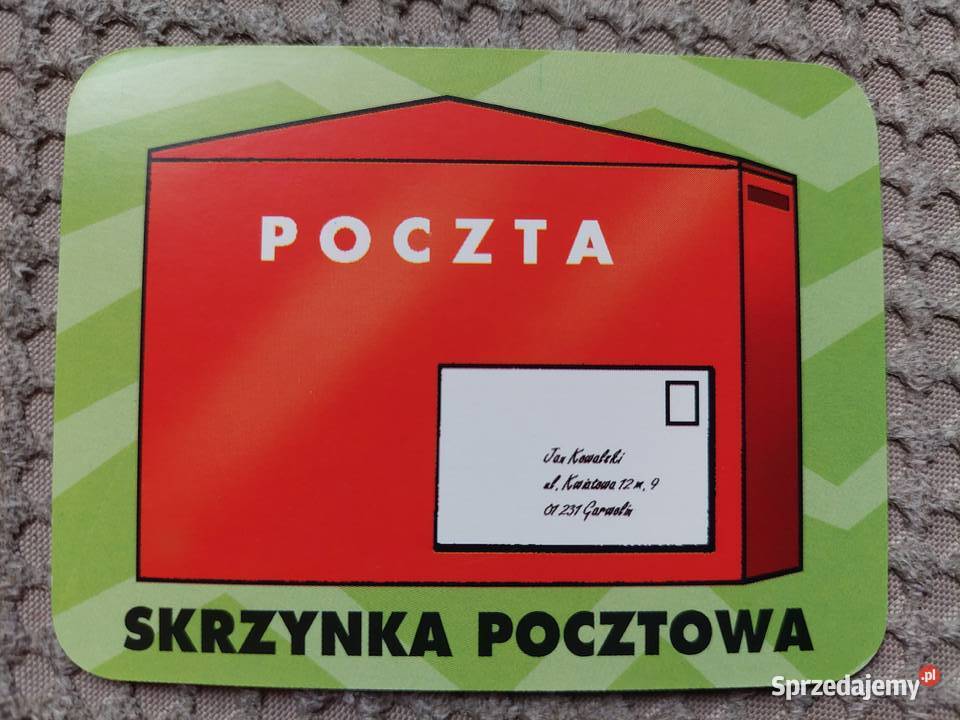 POCZTA
Jan Kowalski
ul. Kwiatowa 12 m. 9
01 231 Garwolin
SKRZYNKA POCZTOWA
Sprzedajemy.pl